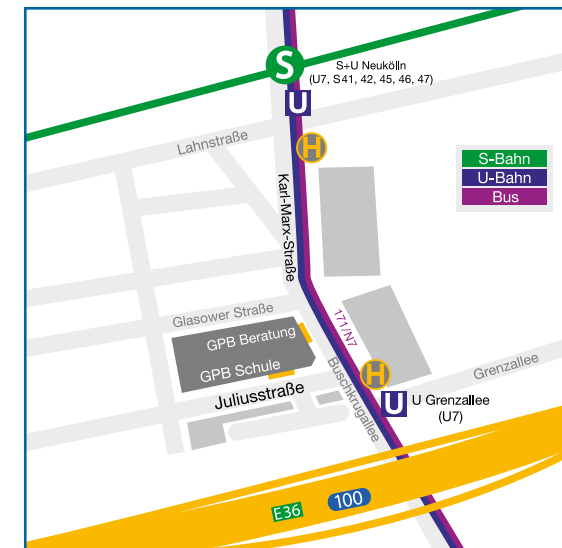 S
S+U Neukölln
(U7, S41, 42, 45, 46, 47)
U
H
Lahnstraße
S-Bahn
U-Bahn
Bus
Karl-Marx-Straße
Glasower Straße
171/N7
GPB Beratung
GPB Schule
Buschkrugallee
H
Grenzallee
Juliusstraße
U
U Grenzallee
(U7)
E36
100